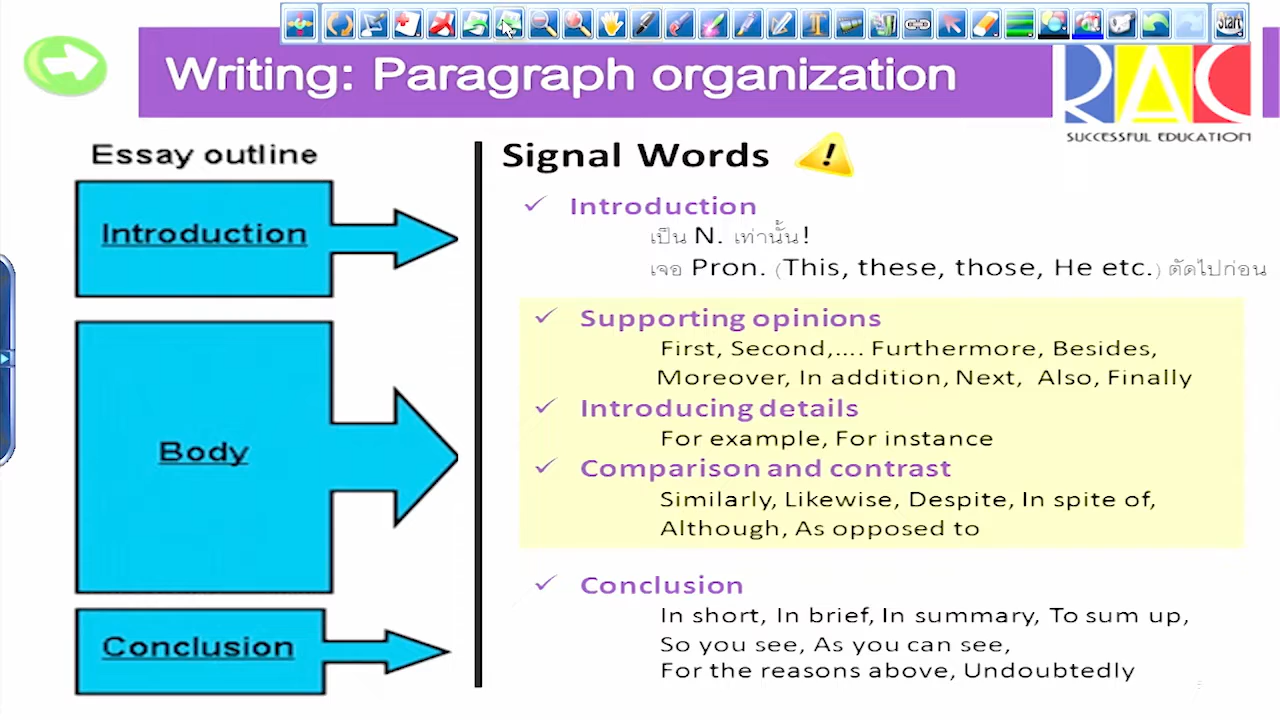 Start
Writing: Paragraph organization
RAC
SUCCESSFUL EDUCATION
Essay outline
Introduction
Body
Conclusion
Signal Words
!
Introduction
เป็น N. เท่านั้น!
เจอ Pron. (This, these, those, He etc.) ตัดไปก่อน
Supporting opinions
First, Second,.... Furthermore, Besides,
Moreover, In addition, Next, Also, Finally
Introducing details
For example, For instance
Comparison and contrast
Similarly, Likewise, Despite, In spite of,
Although, As opposed to
Conclusion
In short, In brief, In summary, To sum up,
So you see, As you can see,
For the reasons above, Undoubtedly